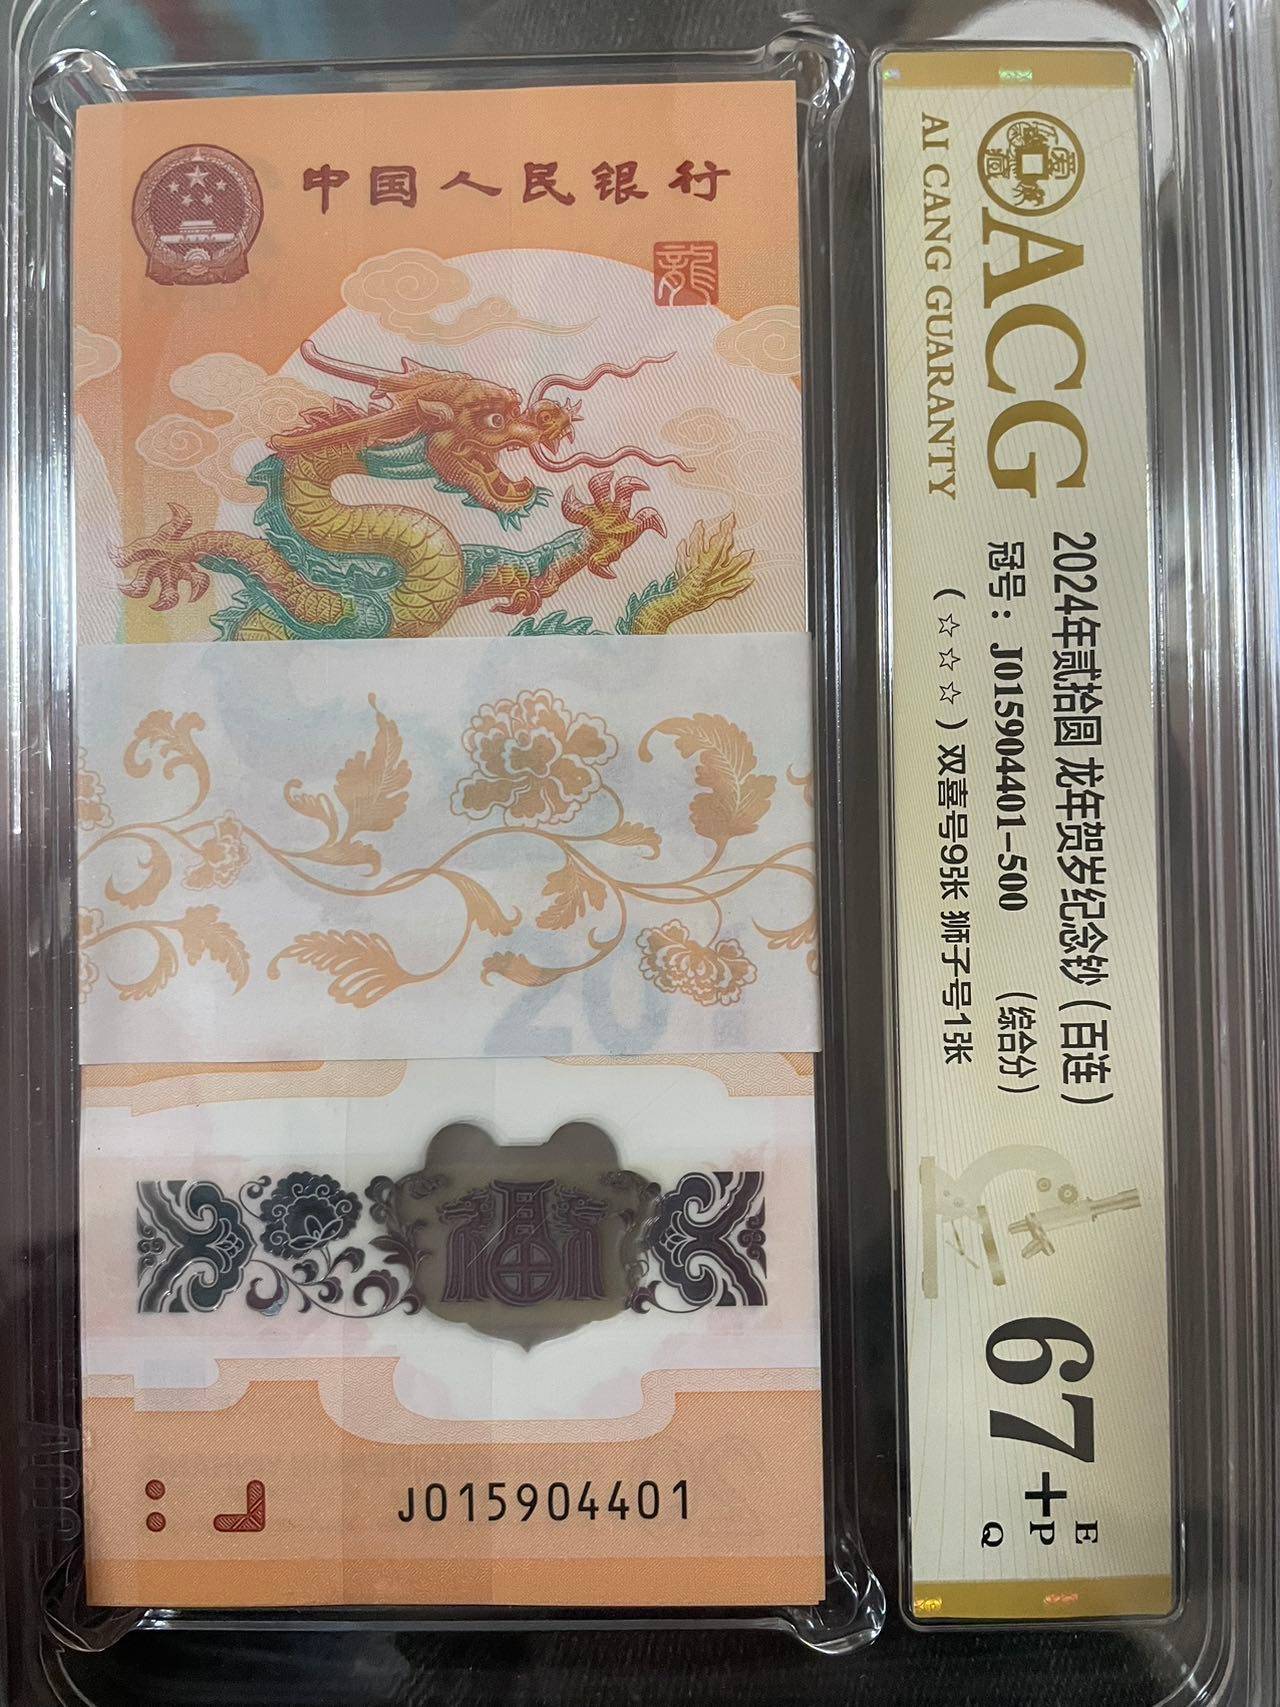 中国人民银行
龍
福
20
J015904401
ACG
AI CANG GUARANTY
2024年贰拾圆 龙年贺岁纪念钞（百连）
冠号：J015904401-500 （综合分）
（☆☆☆）双喜号9张 狮子号1张
67+
E
P
Q